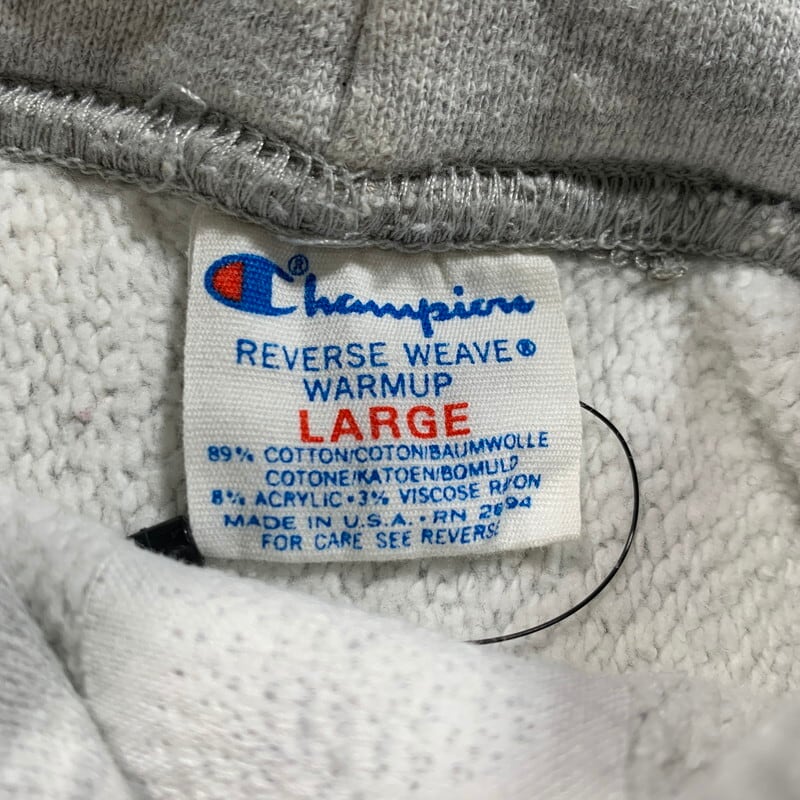 Champion®
REVERSE WEAVE®
WARMUP
LARGE
89% COTTON/COTON/BAUMWOLLE
COTONE/KATOEN/BOMULD
8% ACRYLIC • 3% VISCOSE RAYON
MADE IN U.S.A. • RN 26094
FOR CARE SEE REVERSE